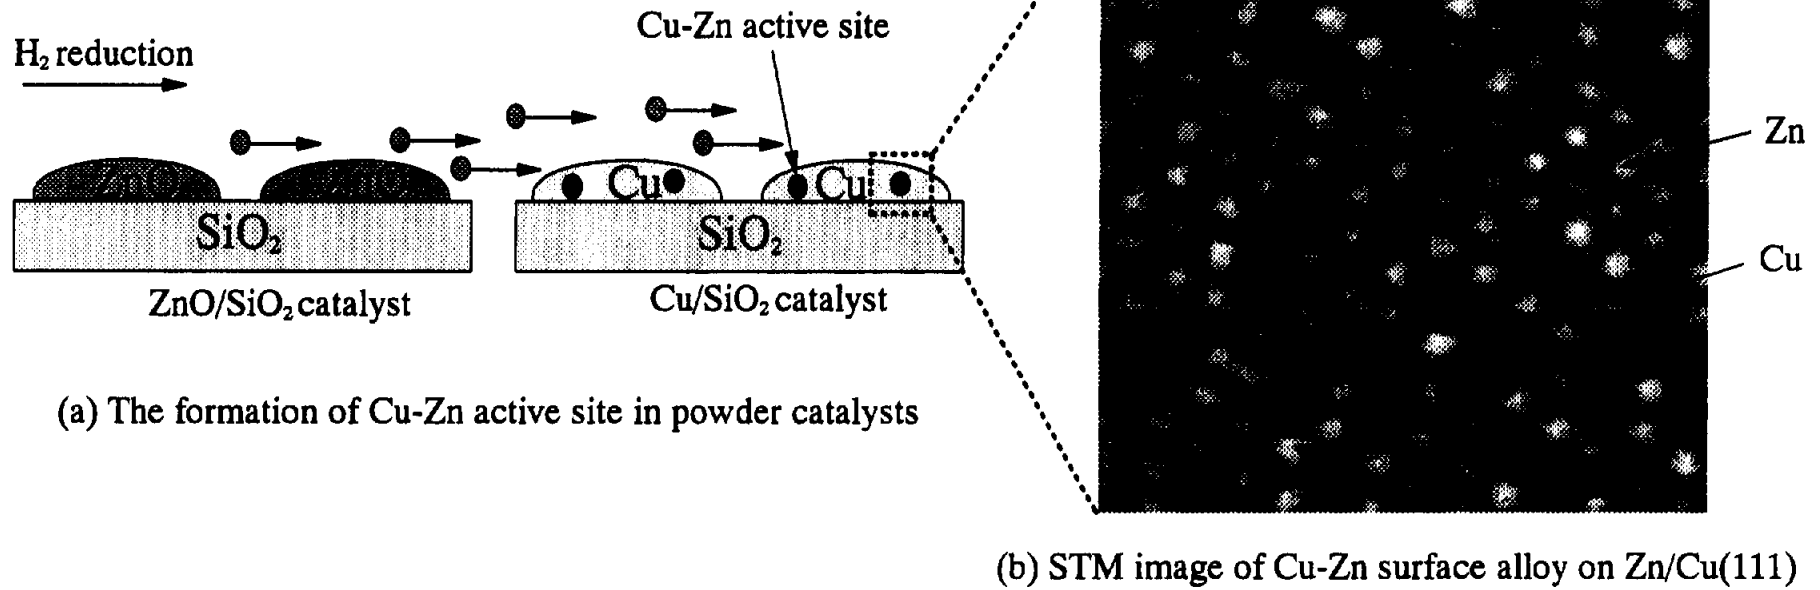 Cu-Zn active site
H₂ reduction
Zn
ZnO
ZnO
Cu
Cu
SiO₂
SiO₂
Cu
ZnO/SiO₂ catalyst
Cu/SiO₂ catalyst
(a) The formation of Cu-Zn active site in powder catalysts
(b) STM image of Cu-Zn surface alloy on Zn/Cu(111)